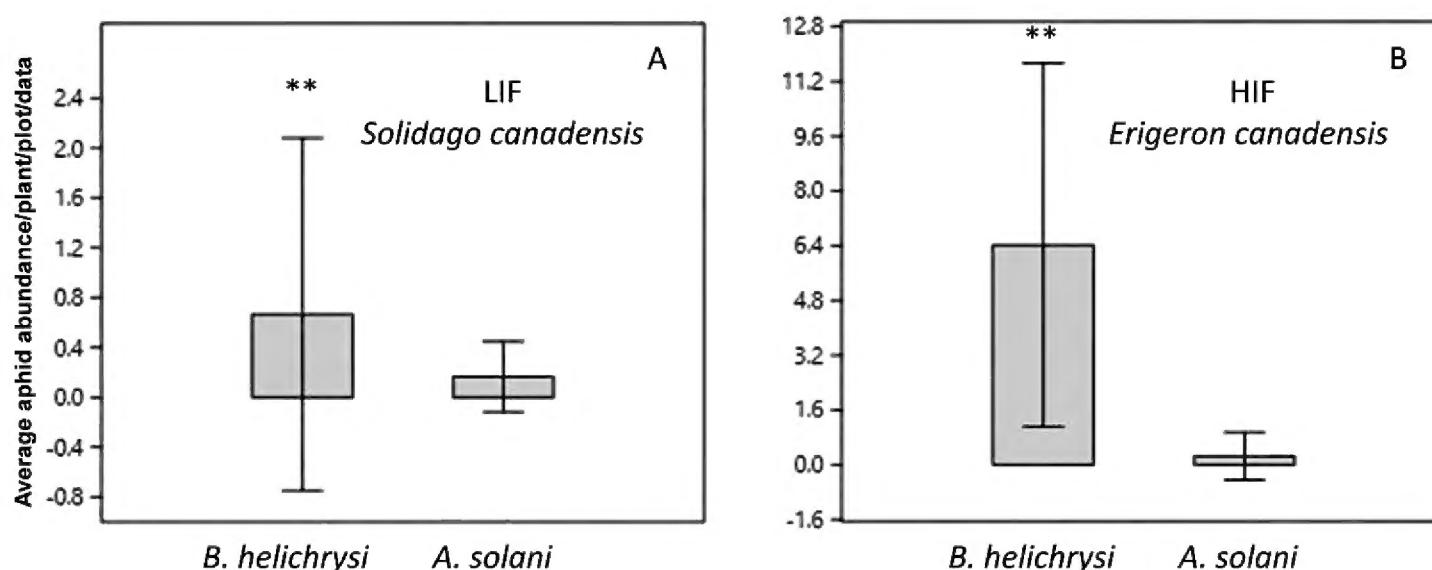 Average aphid abundance/plant/plot/data
A
**
LIF
Solidago canadensis
2.4
2.0
1.6
1.2
0.8
0.4
0.0
-0.4
-0.8
B. helichrysi
A. solani
B
**
HIF
Erigeron canadensis
12.8
11.2
9.6
8.0
6.4
4.8
3.2
1.6
0.0
-1.6
B. helichrysi
A. solani